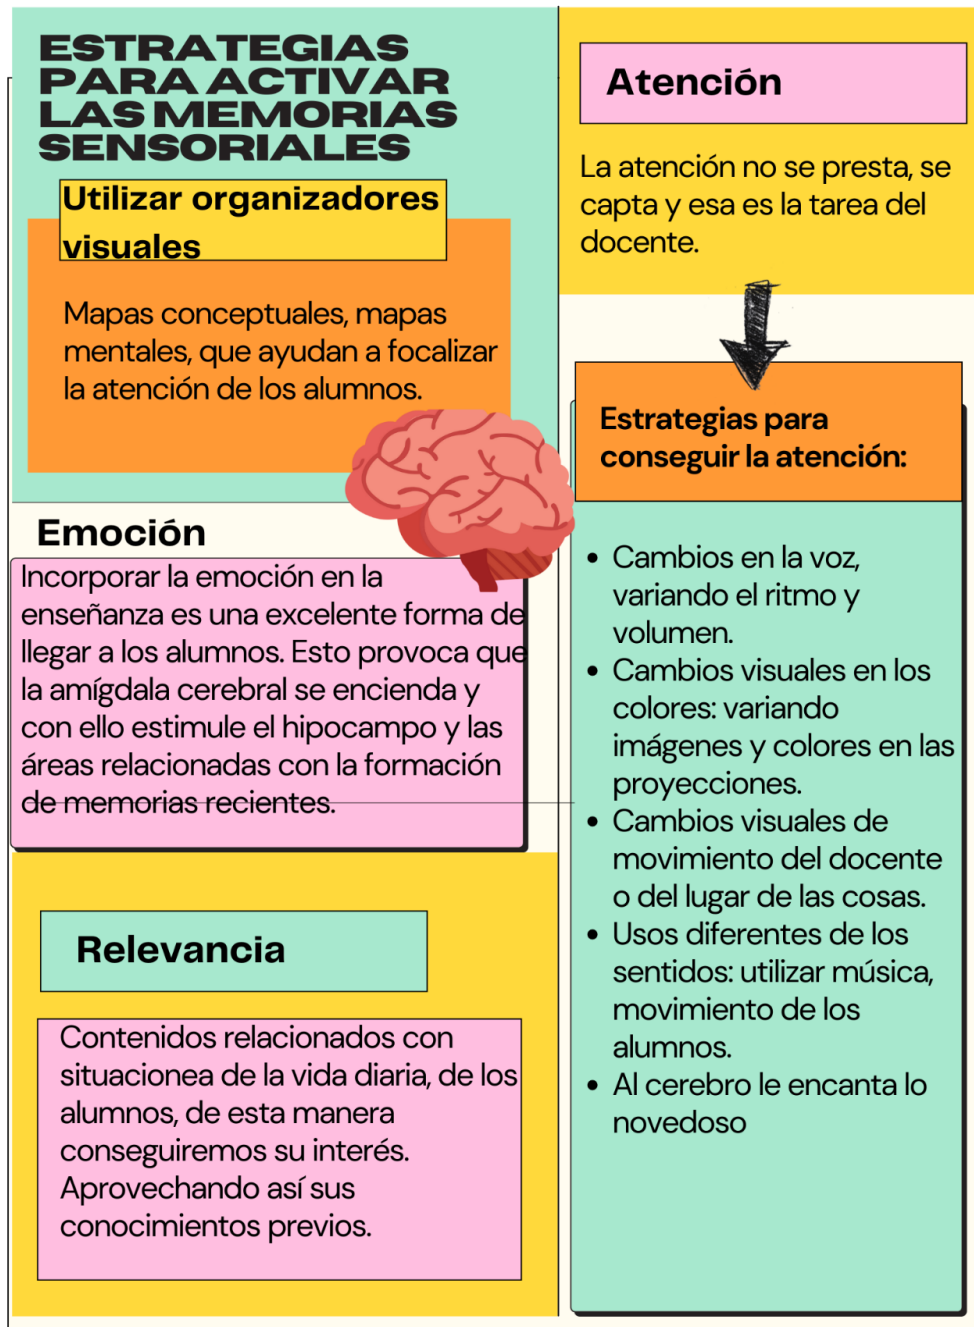 ESTRATEGIAS
PARA ACTIVAR
LAS MEMORIAS
SENSORIALES
Utilizar organizadores
visuales
Mapas conceptuales, mapas
mentales, que ayudan a focalizar
la atención de los alumnos.
Emoción
Incorporar la emoción en la
enseñanza es una excelente forma de
llegar a los alumnos. Esto provoca que
la amígdala cerebral se encienda y
con ello estimule el hipocampo y las
áreas relacionadas con la formación
de memorias recientes.
Relevancia
Contenidos relacionados con
situacionea de la vida diaria, de los
alumnos, de esta manera
conseguiremos su interés.
Aprovechando así sus
conocimientos previos.
Atención
La atención no se presta, se
capta y esa es la tarea del
docente.
Estrategias para
conseguir la atención:
• Cambios en la voz,
variando el ritmo y
volumen.
• Cambios visuales en los
colores: variando
imágenes y colores en las
proyecciones.
• Cambios visuales de
movimiento del docente
o del lugar de las cosas.
• Usos diferentes de los
sentidos: utilizar música,
movimiento de los
alumnos.
• Al cerebro le encanta lo
novedoso